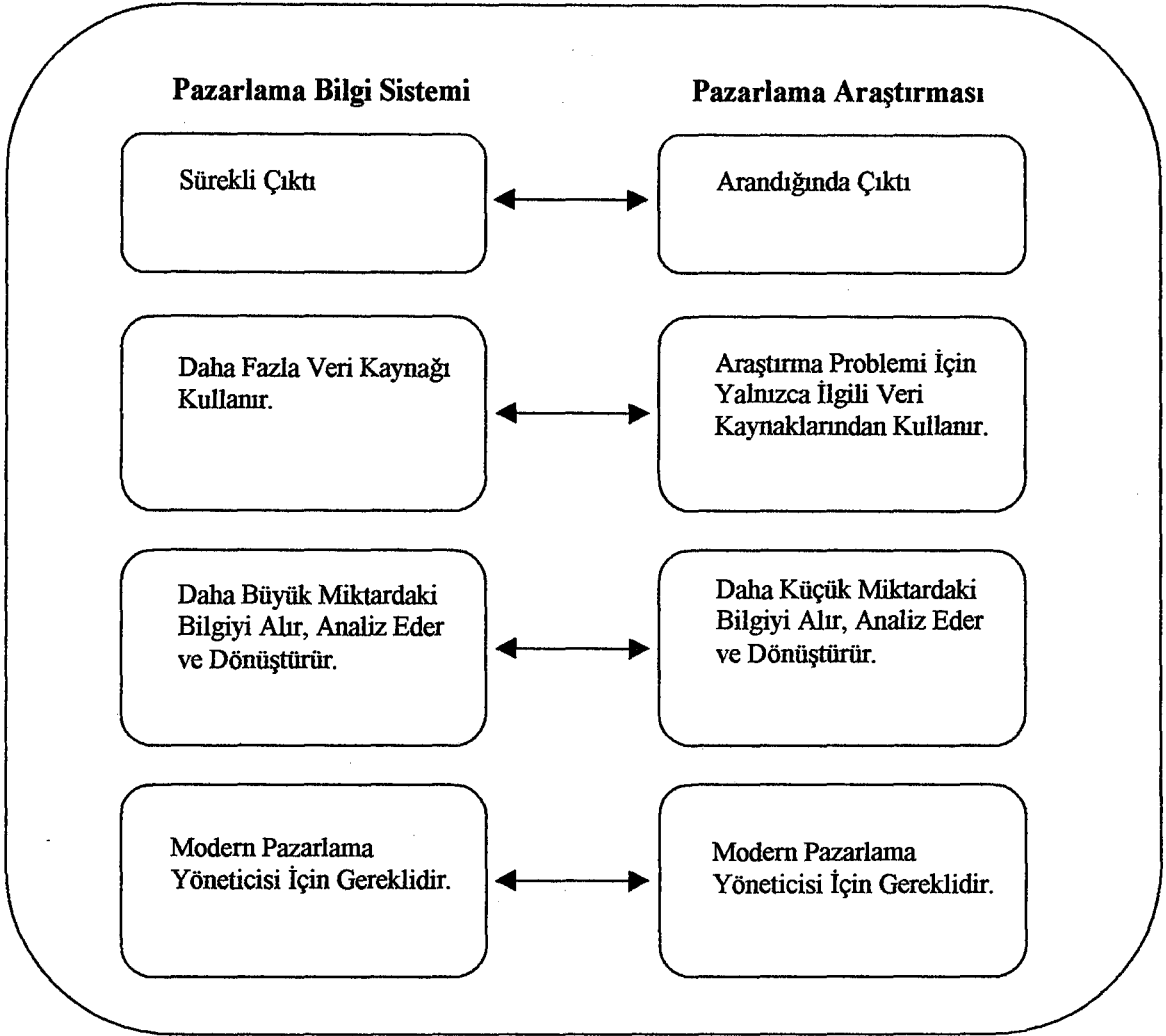 Pazarlama Bilgi Sistemi
Pazarlama Araştırması
Sürekli Çıktı
Arandığında Çıktı
Daha Fazla Veri Kaynağı
Kullanır.
Araştırma Problemi İçin
Yalnızca İlgili Veri
Kaynaklarından Kullanır.
Daha Büyük Miktardaki
Bilgiyi Alır, Analiz Eder
ve Dönüştürür.
Daha Küçük Miktardaki
Bilgiyi Alır, Analiz Eder
ve Dönüştürür.
Modern Pazarlama
Yöneticisi İçin Gereklidir.
Modern Pazarlama
Yöneticisi İçin Gereklidir.